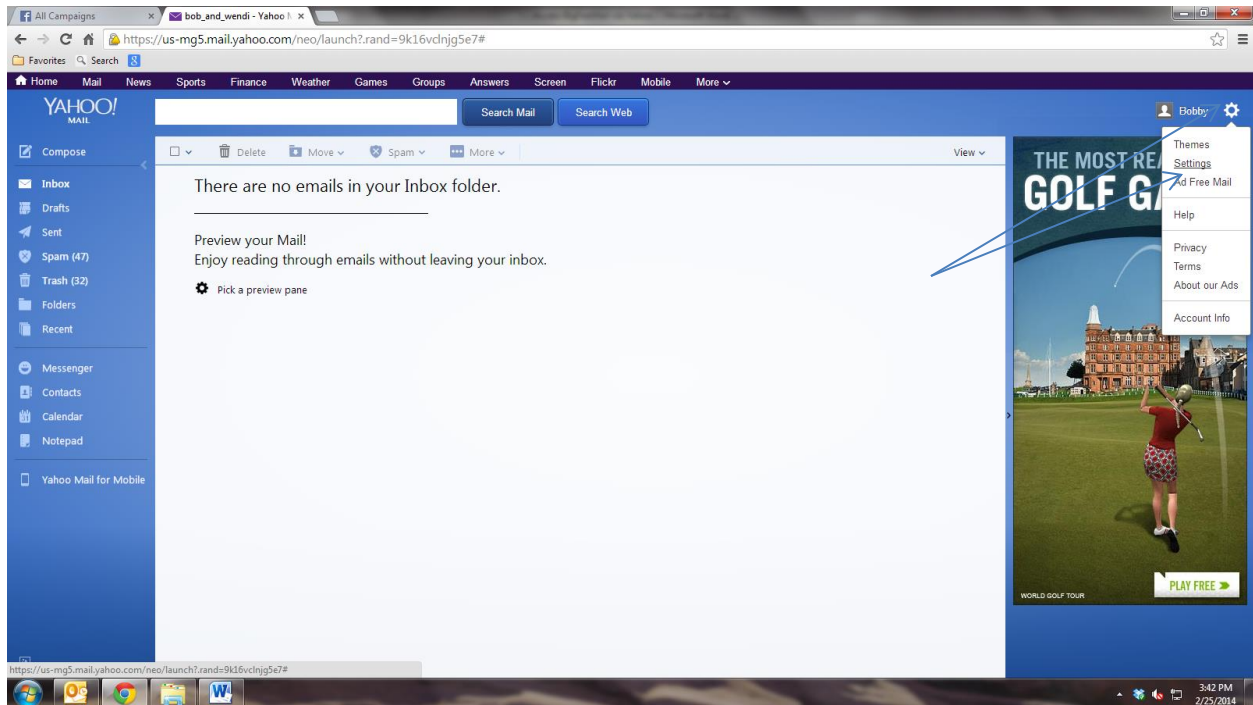 All Campaigns
bob_and_wendi - Yahoo
https://us-mg5.mail.yahoo.com/neo/launch?.rand=9k16vclnjg5e7#
Favorites Search 8
Home Mail News Sports Finance Weather Games Groups Answers Screen Flickr Mobile More
YAHOO!
MAIL
Search Mail Search Web
Bobby
Compose
Delete Move Spam More View
Themes
Settings
Ad Free Mail
Help
Privacy
Terms
About our Ads
Account Info
Inbox
Drafts
Sent
Spam (47)
Trash (32)
Folders
Recent
Messenger
Contacts
Calendar
Notepad
Yahoo Mail for Mobile
There are no emails in your Inbox folder.
Preview your Mail!
Enjoy reading through emails without leaving your inbox.
Pick a preview pane
THE MOST
GOLF
PLAY FREE
WORLD GOLF TOUR
https://us-mg5.mail.yahoo.com/neo/launch?.rand=9k16vclnjg5e7#
3:42 PM
2/25/2014